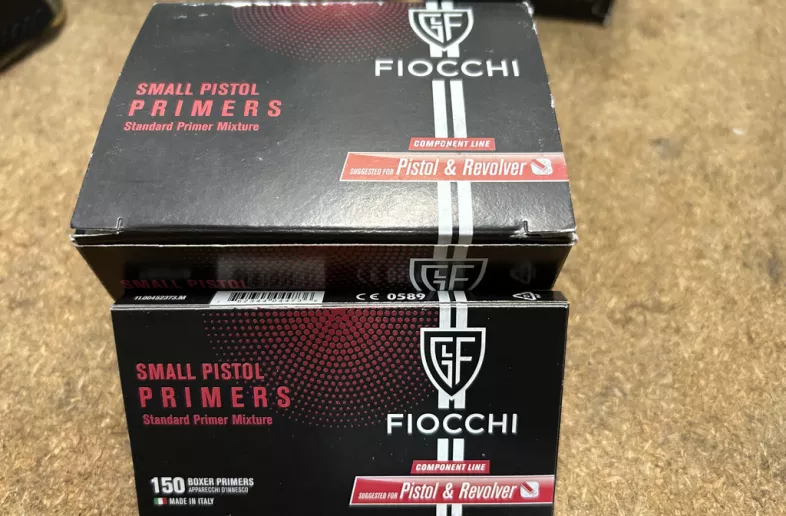 GF
FIOCCHI
SMALL PISTOL
PRIMERS
Standard Primer Mixture
COMPONENT LINE
SUGGESTED FOR Pistol & Revolver
SMALL PISTOL
GF
CE 0589
GF
SMALL PISTOL
PRIMERS
Standard Primer Mixture
FIOCCHI
COMPONENT LINE
SUGGESTED FOR Pistol & Revolver
150 BOXER PRIMERS
APPARECCHI D'INNESCO
MADE IN ITALY